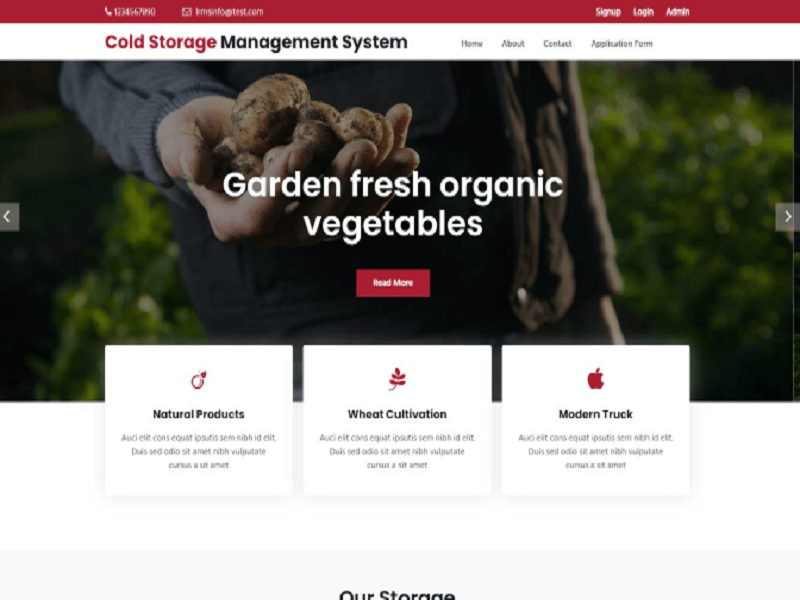 1234567890 lrmsinfo@test.com Signup Login Admin
Cold Storage Management System Home About Contact Application Form
Garden fresh organic
vegetables
Read More
Natural Products
Auci elit cons equat ipsutis sem nibh id elit.
Duis sed odio sit amet nibh vulputate
cursus a sit amet
Wheat Cultivation
Auci elit cons equat ipsutis sem nibh id elit.
Duis sed odio sit amet nibh vulputate
cursus a sit amet
Modern Truck
Auci elit cons equat ipsutis sem nibh id elit.
Duis sed odio sit amet nibh vulputate
cursus a sit amet
Our Storage